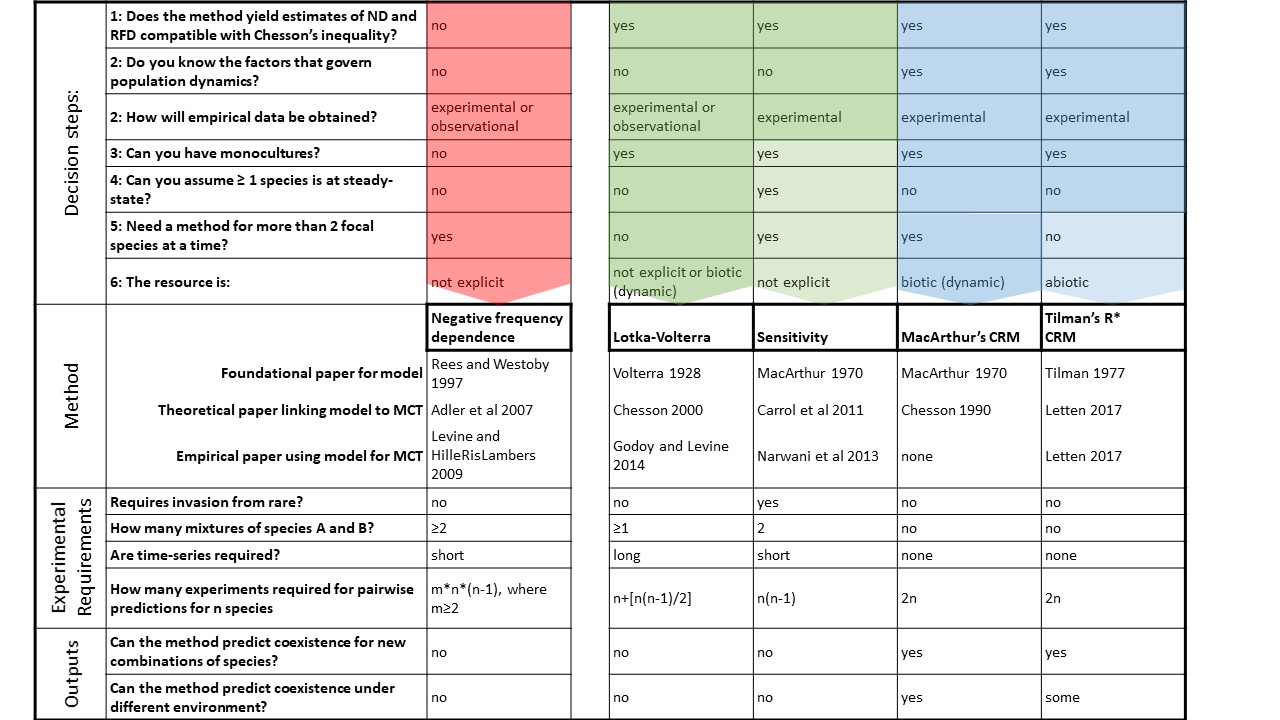 Decision steps:
1: Does the method yield estimates of ND and
RFD compatible with Chesson's inequality?
no
yes
yes
yes
yes
2: Do you know the factors that govern
population dynamics?
no
no
no
yes
yes
2: How will empirical data be obtained?
experimental or
observational
experimental or
observational
experimental
experimental
experimental
3: Can you have monocultures?
no
yes
yes
yes
yes
4: Can you assume ≥ 1 species is at steady-
state?
no
no
yes
no
no
5: Need a method for more than 2 focal
species at a time?
yes
no
yes
yes
no
6: The resource is:
not explicit
not explicit or biotic
(dynamic)
not explicit
biotic (dynamic)
abiotic
Method
Negative frequency
dependence
Lotka-Volterra
Sensitivity
MacArthur's CRM
Tilman's R*
CRM
Foundational paper for model
Rees and Westoby
1997
Volterra 1928
MacArthur 1970
MacArthur 1970
Tilman 1977
Theoretical paper linking model to MCT
Adler et al 2007
Chesson 2000
Carrol et al 2011
Chesson 1990
Letten 2017
Empirical paper using model for MCT
Levine and
HilleRisLambers
2009
Godoy and Levine
2014
Narwani et al 2013
none
Letten 2017
Experimental
Requirements
Requires invasion from rare?
no
no
yes
no
no
How many mixtures of species A and B?
≥2
≥1
2
no
no
Are time-series required?
short
long
short
none
none
How many experiments required for pairwise
predictions for n species
m*n*(n-1), where
m≥2
n+[n(n-1)/2]
n(n-1)
2n
2n
Outputs
Can the method predict coexistence for new
combinations of species?
no
no
no
yes
yes
Can the method predict coexistence under
different environment?
no
no
no
yes
some